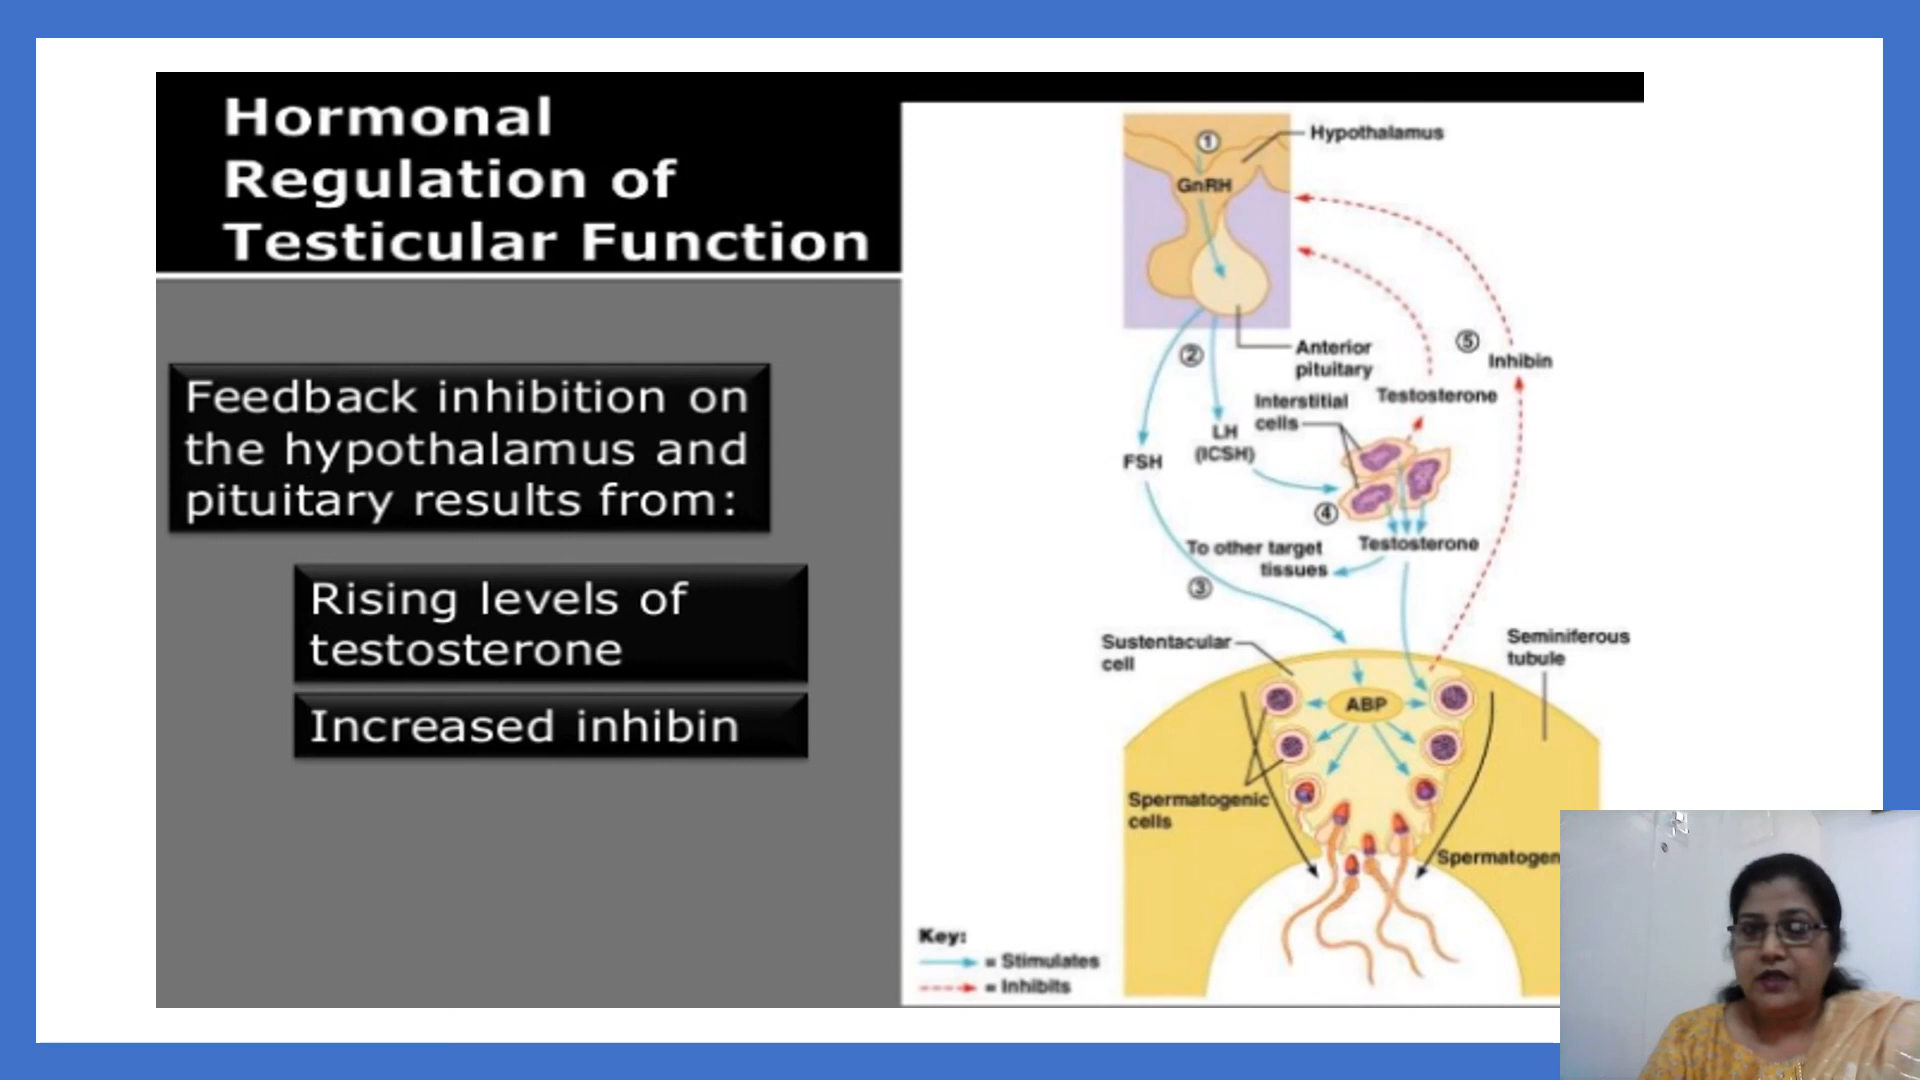 Hormonal
Regulation of
Testicular Function
Feedback inhibition on
the hypothalamus and
pituitary results from:
Rising levels of
testosterone
Increased inhibin
1
Hypothalamus
GnRH
2
Anterior
pituitary
5
Inhibin
Testosterone
Interstitial
cells
LH
(ICSH)
FSH
4
To other target
tissues
Testosterone
3
Sustentacular
cell
Seminiferous
tubule
ABP
Spermatogenic
cells
Spermatogen
Key:
= Stimulates
= Inhibits